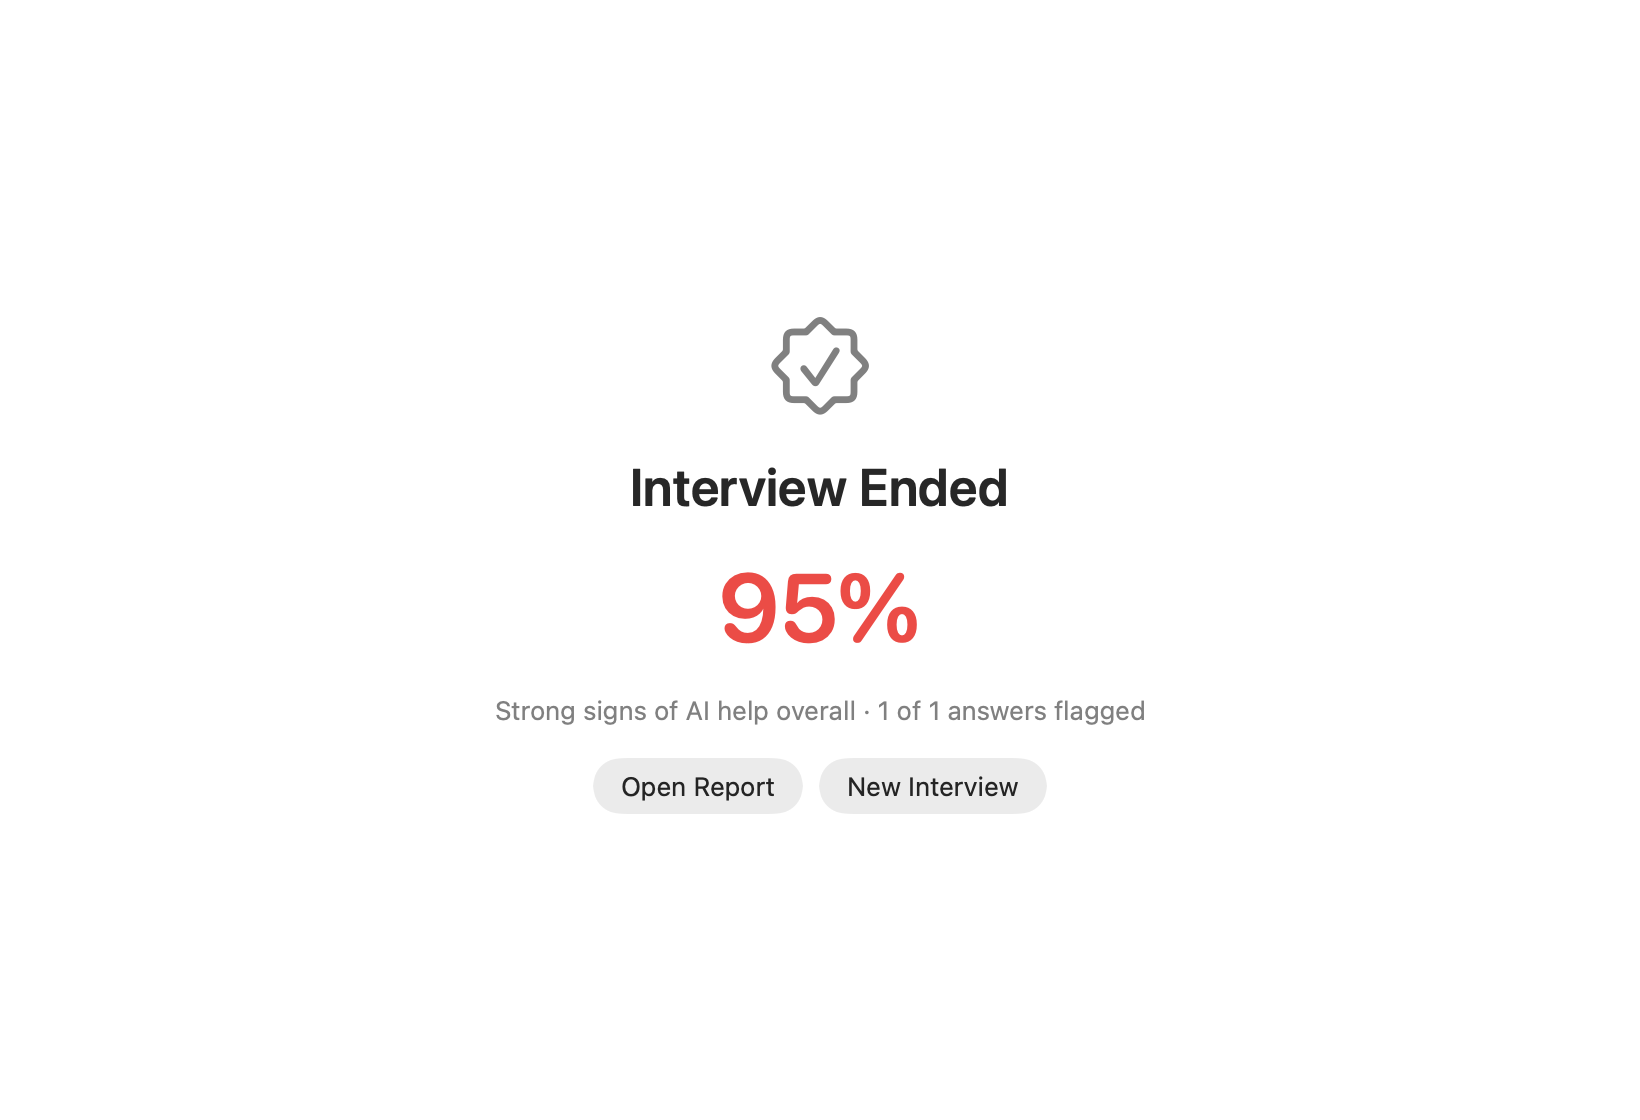 Interview Ended
95%
Strong signs of AI help overall · 1 of 1 answers flagged
Open Report
New Interview